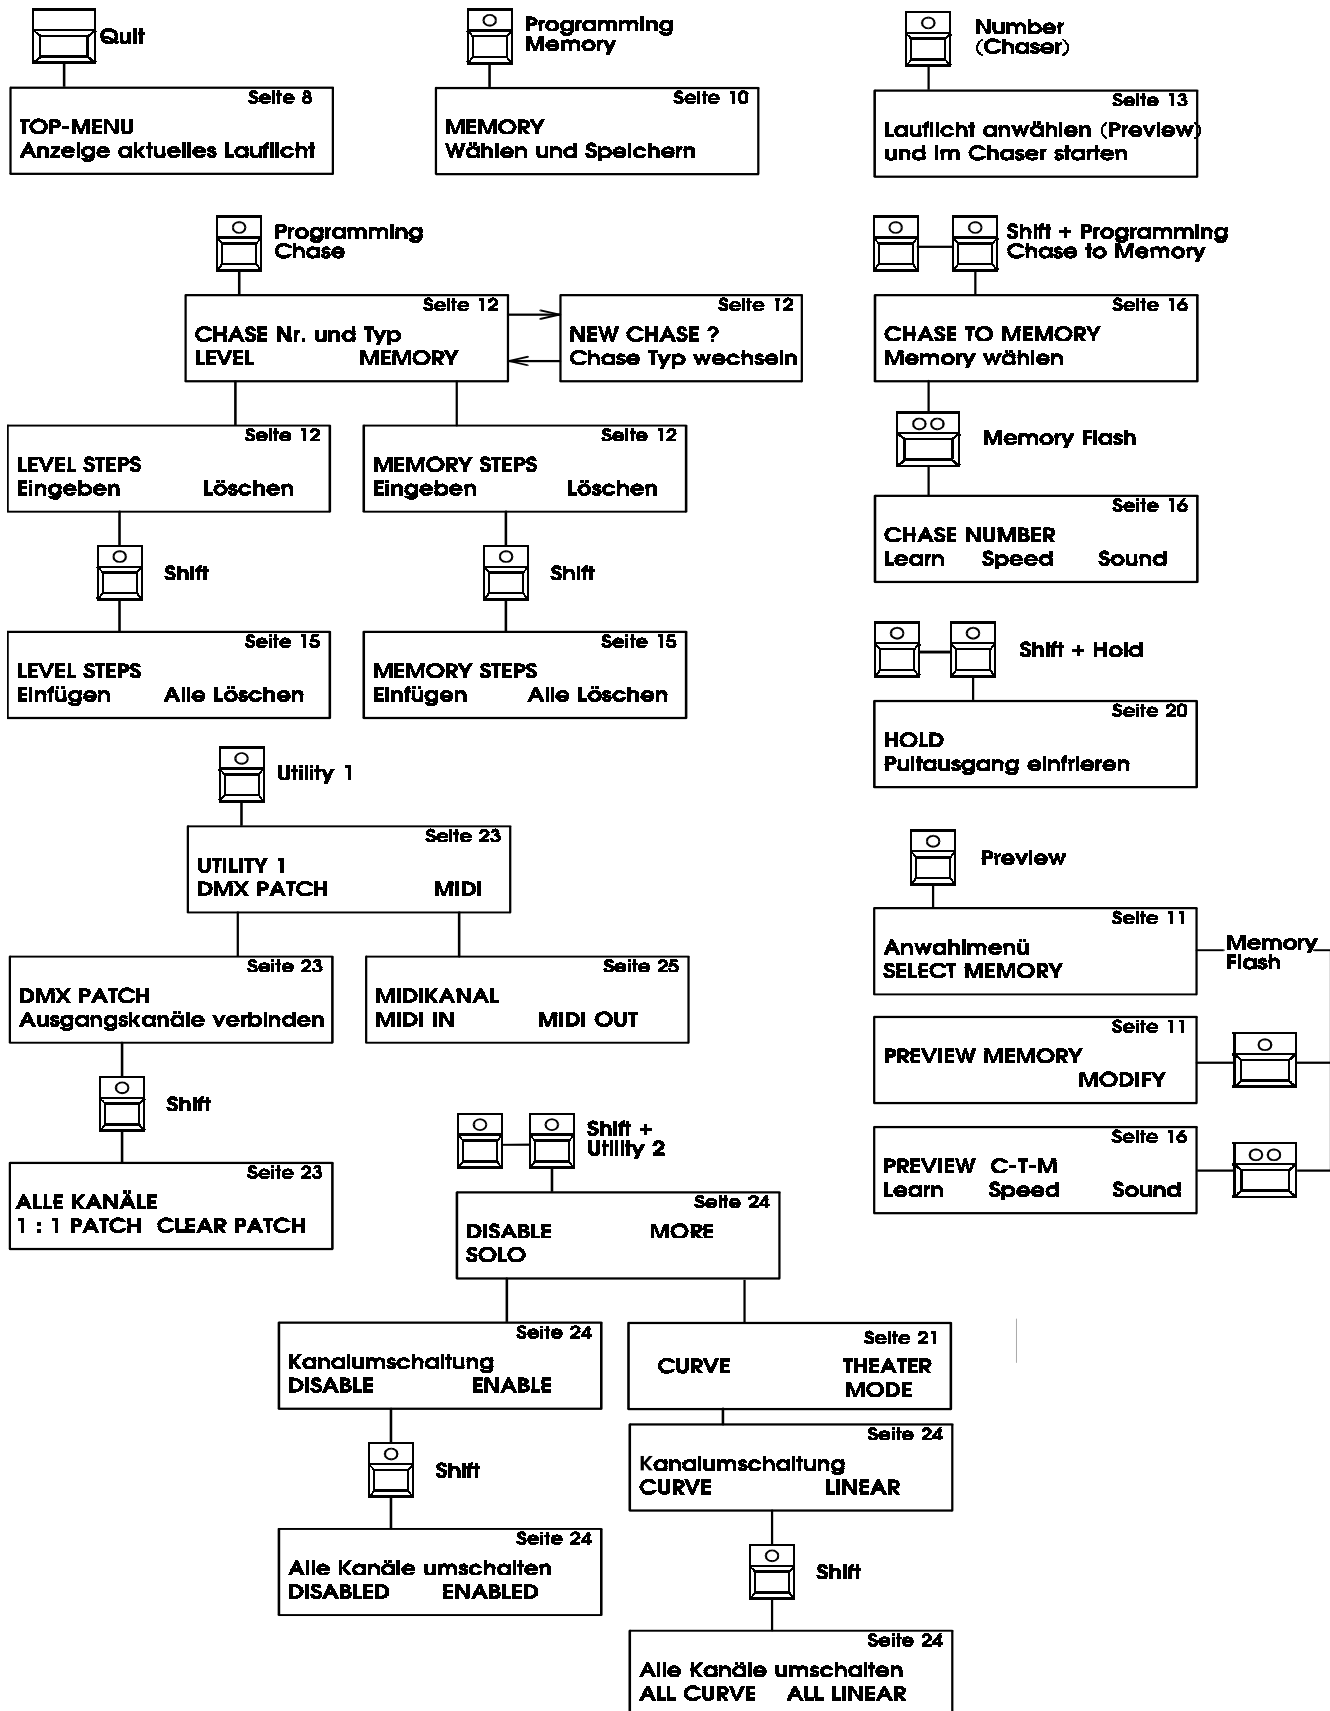 Quit
Seite 8
TOP-MENU
Anzeige aktuelles Lauflicht
Programming
Memory
Seite 10
MEMORY
Wählen und Speichern
Number
(Chaser)
Seite 13
Lauflicht anwählen (Preview)
und im Chaser starten
Programming
Chase
Seite 12
CHASE Nr. und Typ
LEVEL MEMORY
Seite 12
NEW CHASE ?
Chase Typ wechseln
Seite 12
LEVEL STEPS
Eingeben Löschen
Seite 12
MEMORY STEPS
Eingeben Löschen
Shift
Shift
Seite 15
LEVEL STEPS
Einfügen Alle Löschen
Seite 15
MEMORY STEPS
Einfügen Alle Löschen
Shift + Programming
Chase to Memory
Seite 16
CHASE TO MEMORY
Memory wählen
Memory Flash
Seite 16
CHASE NUMBER
Learn Speed Sound
Shift + Hold
Seite 20
HOLD
Pultausgang einfrieren
Utility 1
Seite 23
UTILITY 1
DMX PATCH MIDI
Seite 23
DMX PATCH
Ausgangskanäle verbinden
Seite 25
MIDIKANAL
MIDI IN MIDI OUT
Shift
Seite 23
ALLE KANÄLE
1 : 1 PATCH CLEAR PATCH
Preview
Seite 11
Anwahlmenü
SELECT MEMORY
Memory
Flash
Seite 11
PREVIEW MEMORY
MODIFY
Seite 16
PREVIEW C-T-M
Learn Speed Sound
Shift +
Utility 2
Seite 24
DISABLE MORE
SOLO
Seite 24
Kanalumschaltung
DISABLE ENABLE
Shift
Seite 24
Alle Kanäle umschalten
DISABLED ENABLED
Seite 21
CURVE THEATER
MODE
Seite 24
Kanalumschaltung
CURVE LINEAR
Shift
Seite 24
Alle Kanäle umschalten
ALL CURVE ALL LINEAR